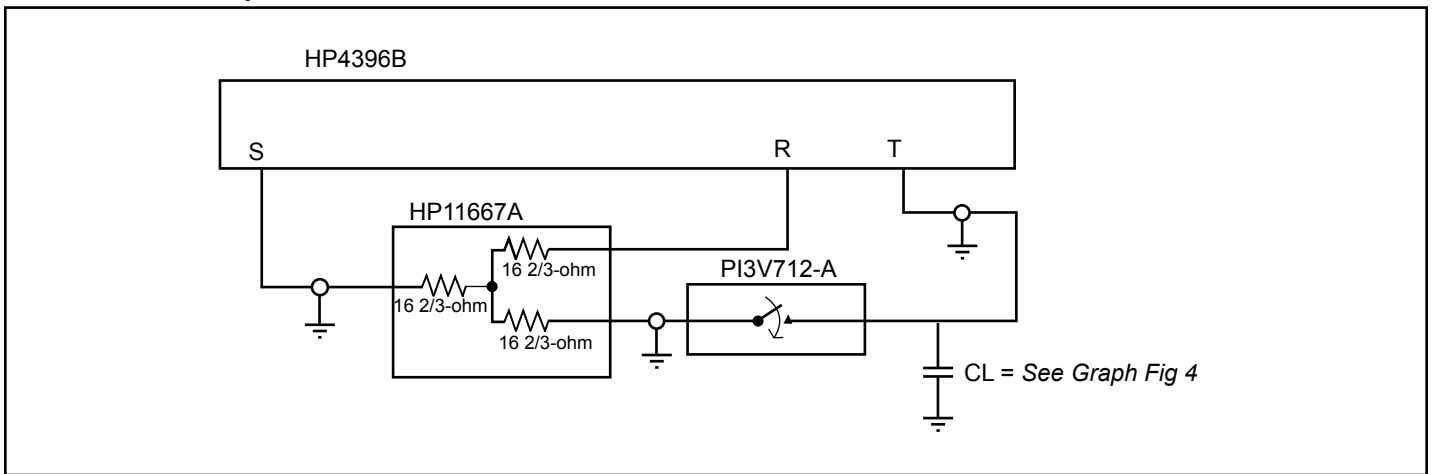 HP4396B
S
R
T
HP11667A
16 2/3-ohm
PI3V712-A
16 2/3-ohm
16 2/3-ohm
CL = See Graph Fig 4